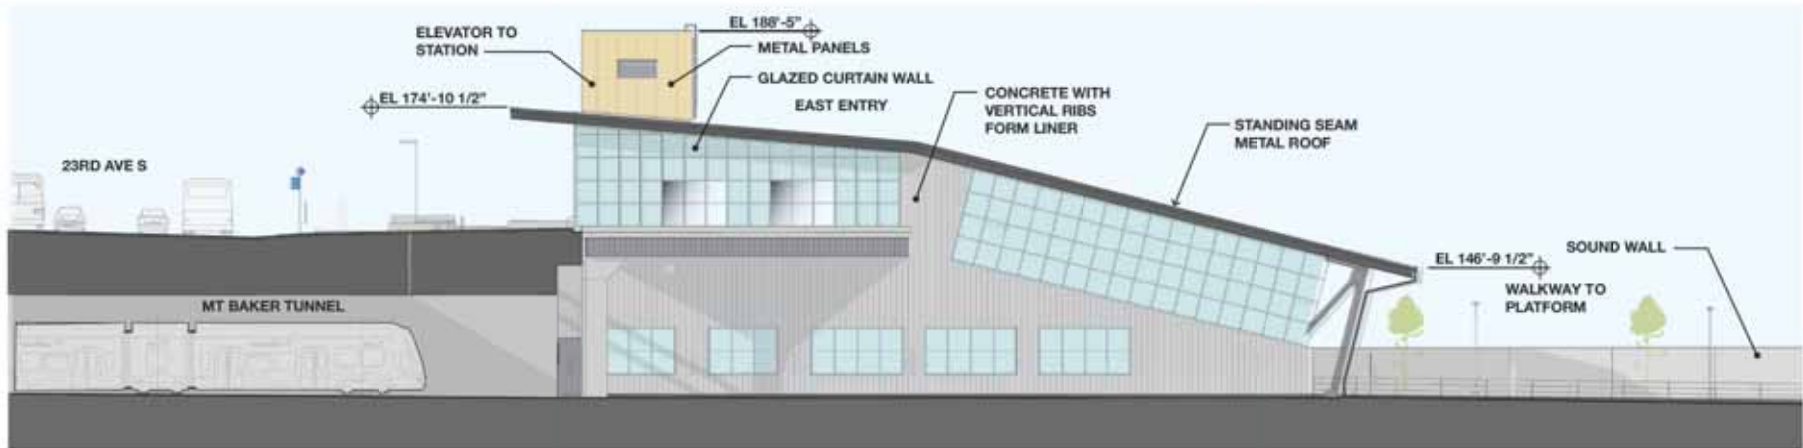 ELEVATOR TO
STATION
EL 188'-5"
METAL PANELS
GLAZED CURTAIN WALL
EAST ENTRY
EL 174'-10 1/2"
CONCRETE WITH
VERTICAL RIBS
FORM LINER
STANDING SEAM
METAL ROOF
23RD AVE S
SOUND WALL
EL 146'-9 1/2"
WALKWAY TO
PLATFORM
MT BAKER TUNNEL